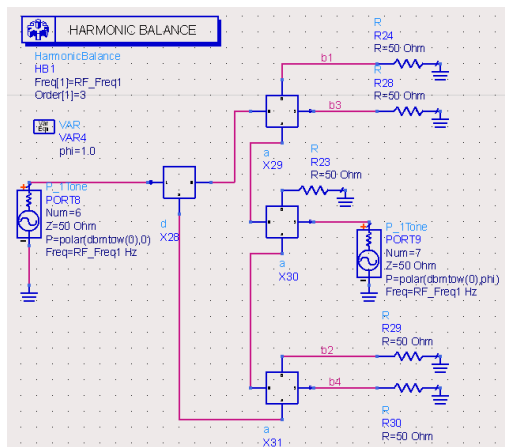 HARMONIC BALANCE
HarmonicBalance
HB1
Freq[1]=RF_Freq1
Order[1]=3
Var
Eqn
VAR
VAR4
phi=1.0
P_1Tone
PORT8
Num=6
Z=50 Ohm
P=polar(dbmtow(0),0)
Freq=RF_Freq1 Hz
d
X28
a
X29
R
R23
R=50 Ohm
a
X30
a
X31
b1
R
R24
R=50 Ohm
b3
R
R28
R=50 Ohm
P_1Tone
PORT9
Num=7
Z=50 Ohm
P=polar(dbmtow(0),phi)
Freq=RF_Freq1 Hz
b2
R
R29
R=50 Ohm
b4
R
R30
R=50 Ohm